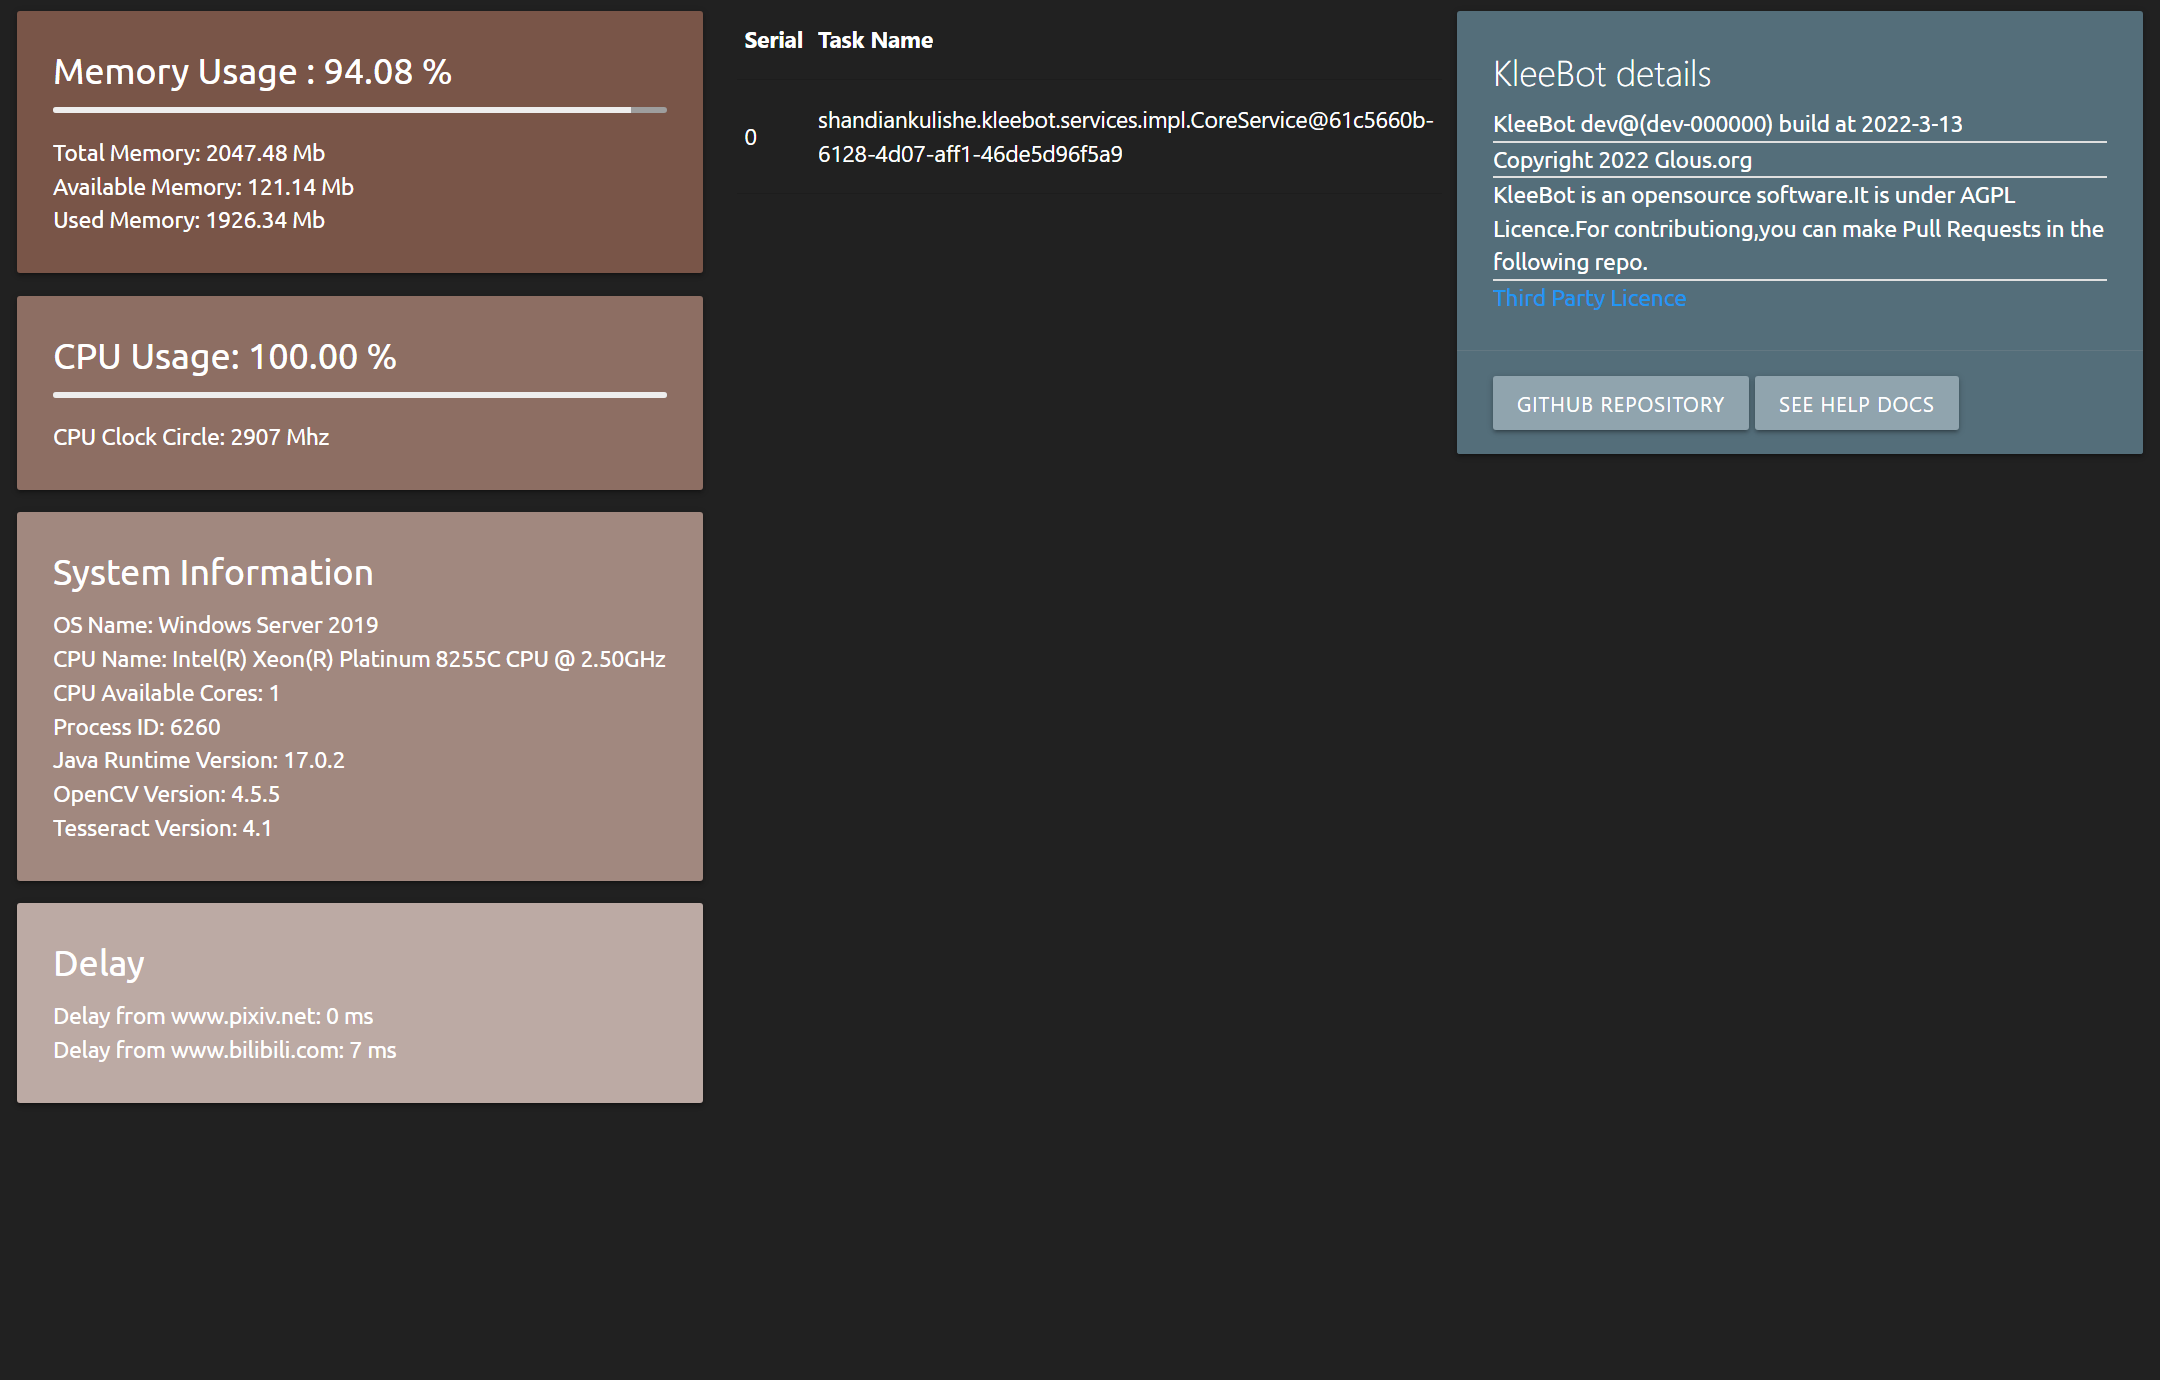 Memory Usage : 94.08 %
Total Memory: 2047.48 Mb
Available Memory: 121.14 Mb
Used Memory: 1926.34 Mb
CPU Usage: 100.00 %
CPU Clock Circle: 2907 Mhz
System Information
OS Name: Windows Server 2019
CPU Name: Intel(R) Xeon(R) Platinum 8255C CPU @ 2.50GHz
CPU Available Cores: 1
Process ID: 6260
Java Runtime Version: 17.0.2
OpenCV Version: 4.5.5
Tesseract Version: 4.1
Delay
Delay from www.pixiv.net: 0 ms
Delay from www.bilibili.com: 7 ms
Serial Task Name
0 shandiankulishe.kleebot.services.impl.CoreService@61c5660b-
6128-4d07-aff1-46de5d96f5a9
KleeBot details
KleeBot dev@(dev-000000) build at 2022-3-13
Copyright 2022 Glous.org
KleeBot is an opensource software.It is under AGPL
Licence.For contributiong,you can make Pull Requests in the
following repo.
Third Party Licence
GITHUB REPOSITORY SEE HELP DOCS